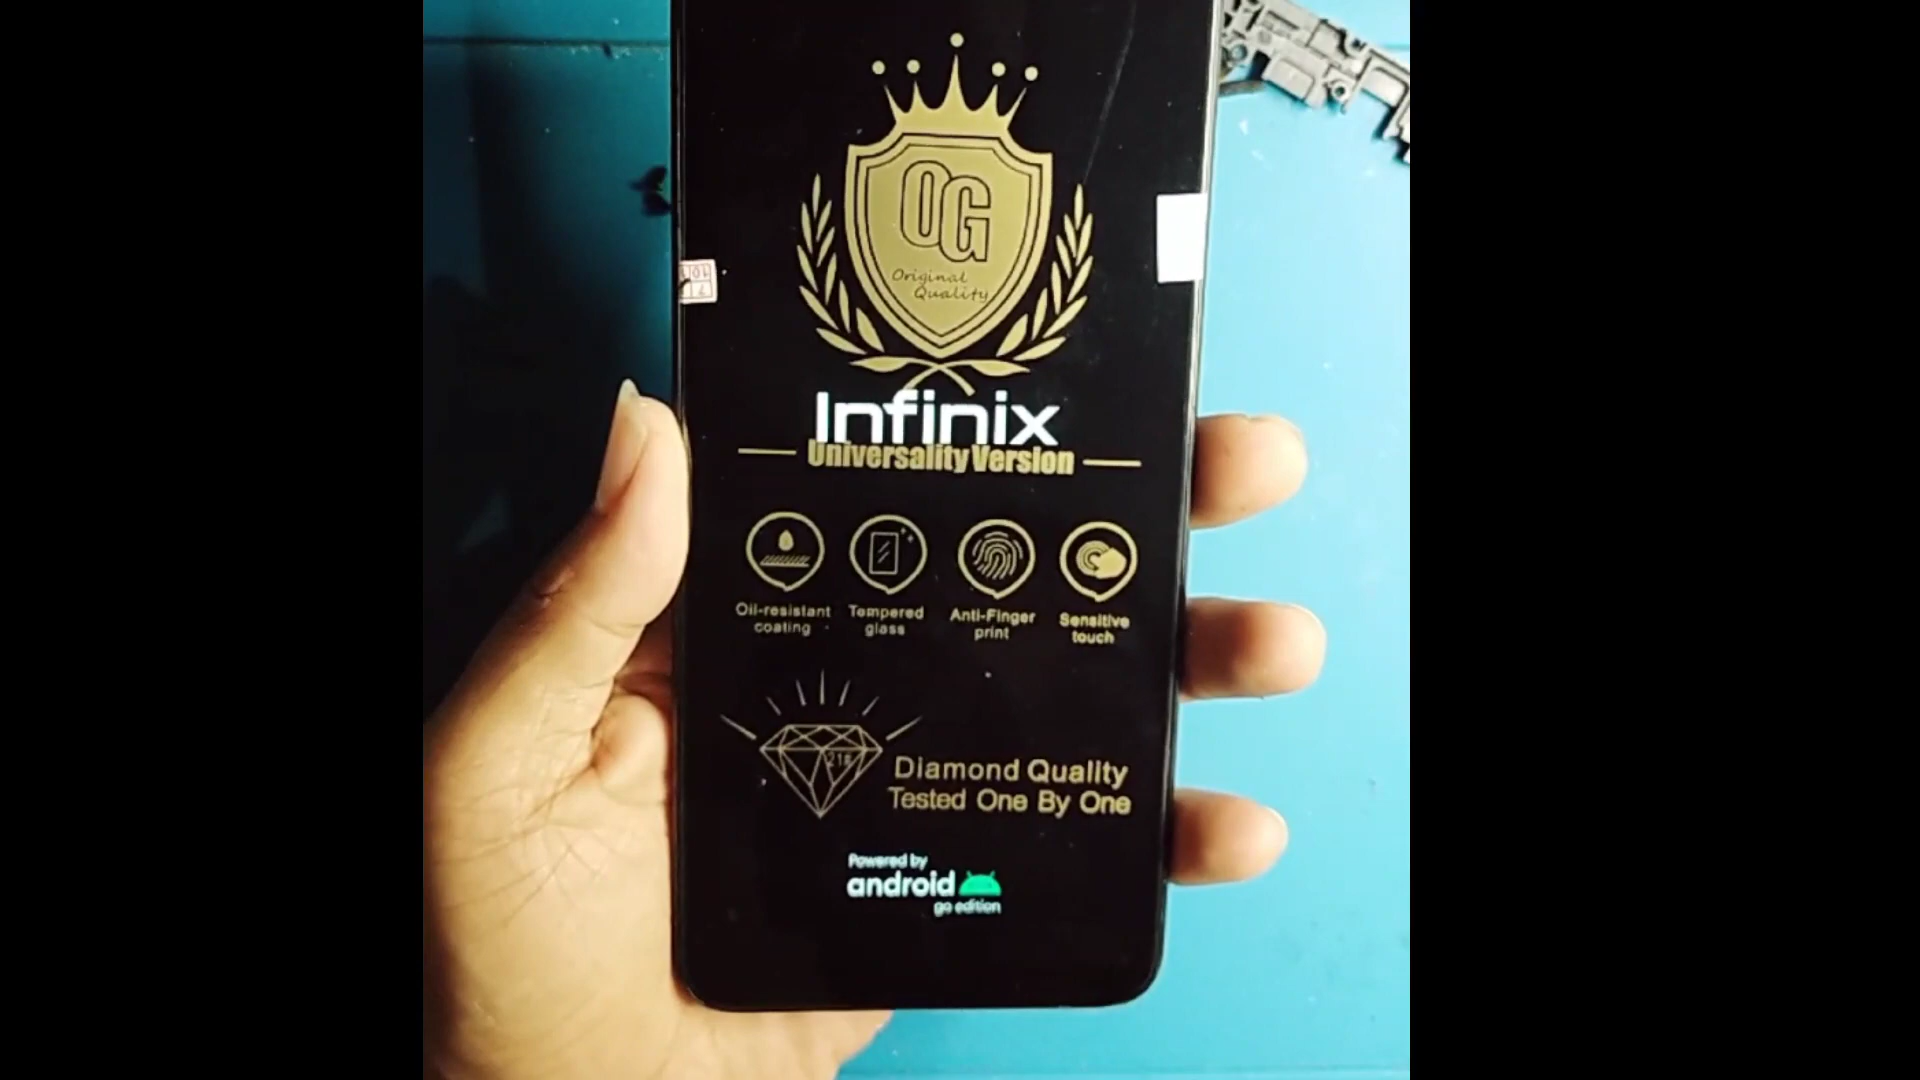 OG
Original
Quality
Infinix
Universality Version
Oil-resistant
coating
Tempered
glass
Anti-Finger
print
Sensitive
touch
Diamond Quality
Tested One By One
Powered by
android
go edition